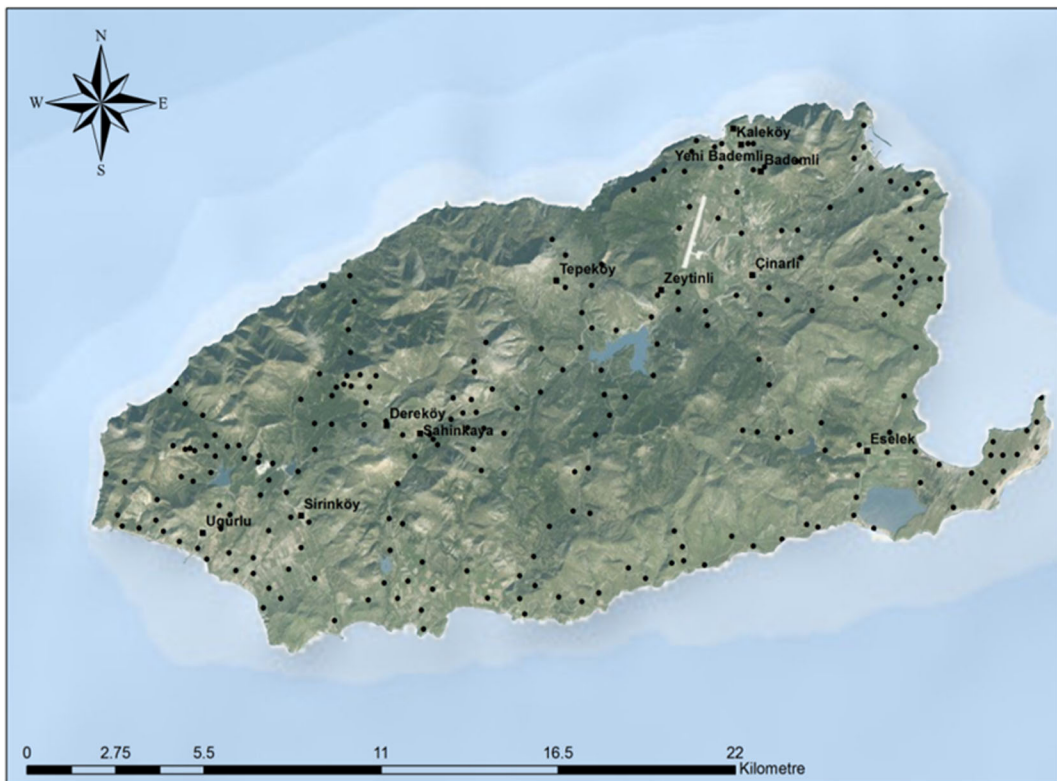 N
W
E
S
Kaleköy
Yeni Bademli
Bademli
Tepeköy
Zeytinli
Çinarli
Dereköy
Sahinkaya
Eselek
Sirinköy
Ugurlu
0 2.75 5.5 11 16.5 22
Kilometre